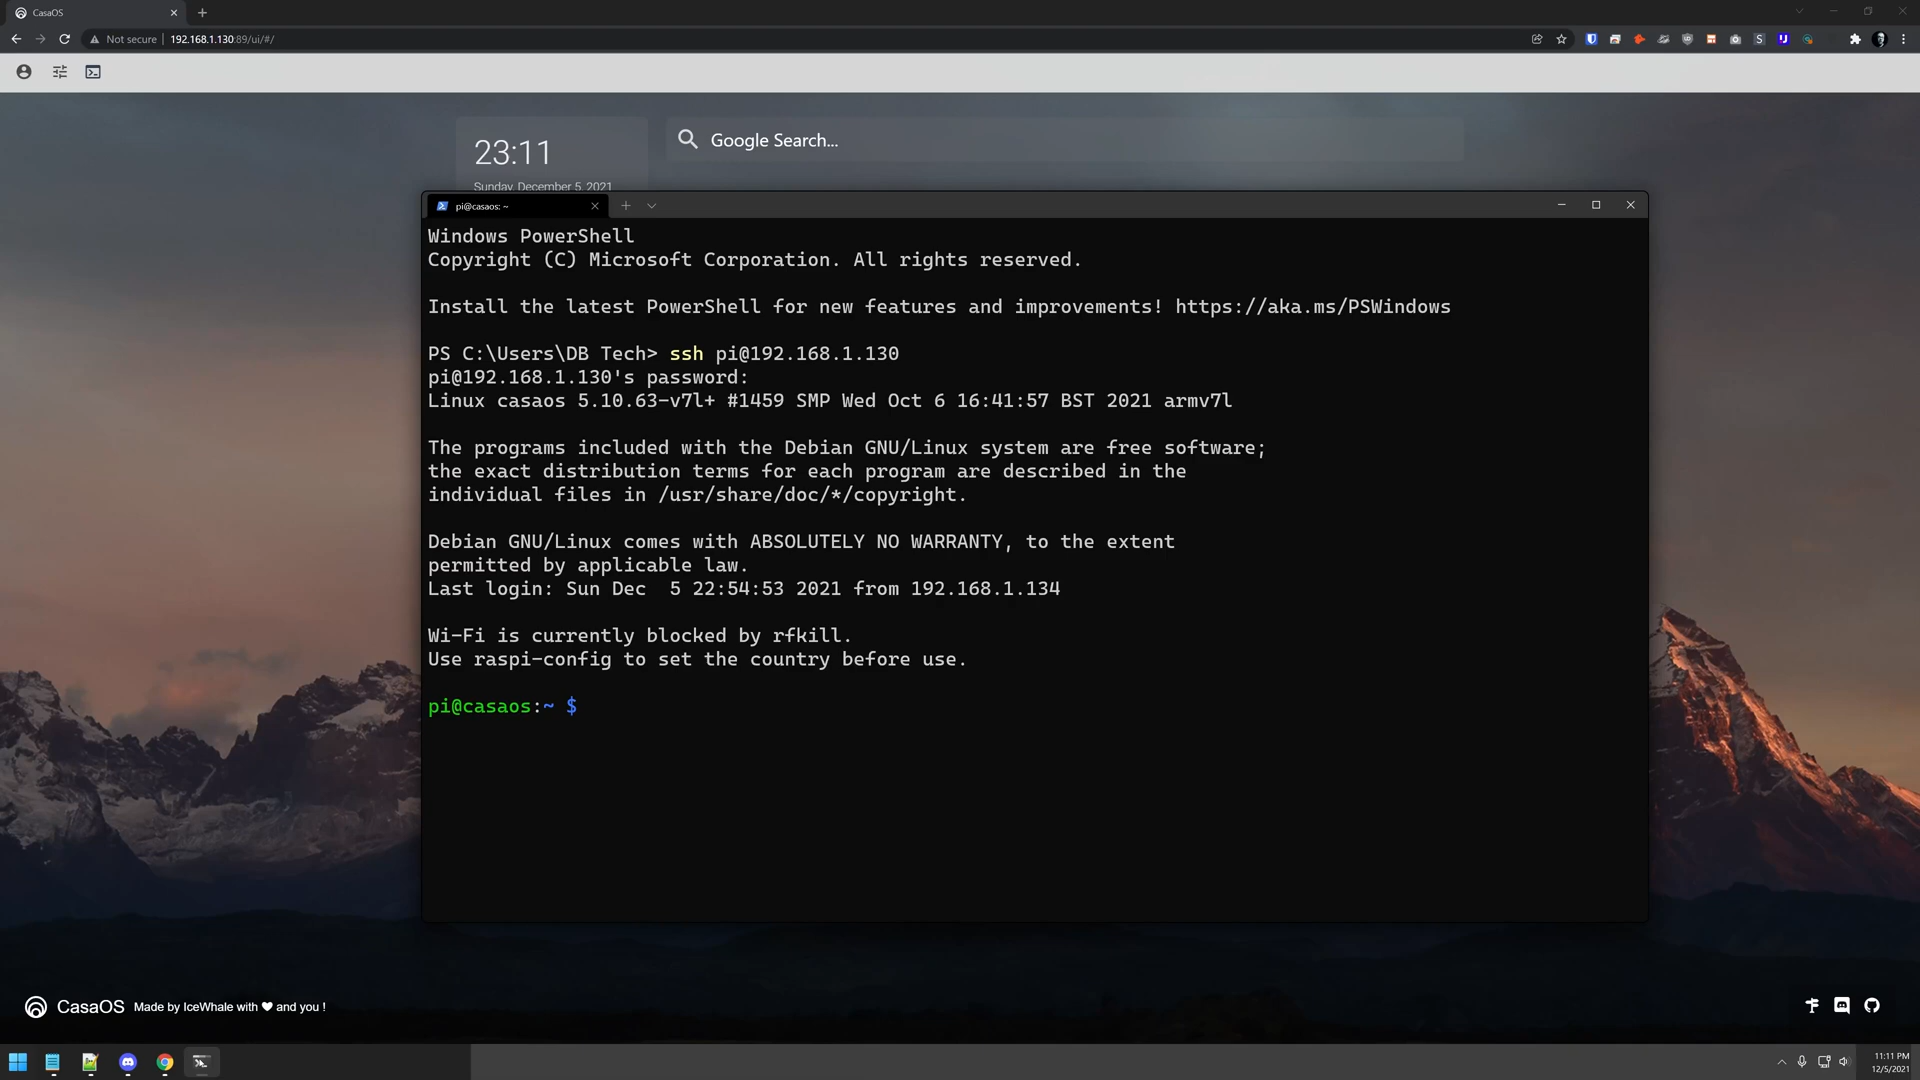 CasaOS
Not secure
192.168.1.130:89/ui/#/
23:11
Google Search...
Sunday, December 5, 2021
pi@casaos: ~
Windows PowerShell
Copyright (C) Microsoft Corporation. All rights reserved.
Install the latest PowerShell for new features and improvements! https://aka.ms/PSWindows
PS C:\Users\DB Tech> ssh pi@192.168.1.130
pi@192.168.1.130's password:
Linux casaos 5.10.63-v7l+ #1459 SMP Wed Oct 6 16:41:57 BST 2021 armv7l
The programs included with the Debian GNU/Linux system are free software;
the exact distribution terms for each program are described in the
individual files in /usr/share/doc/*/copyright.
Debian GNU/Linux comes with ABSOLUTELY NO WARRANTY, to the extent
permitted by applicable law.
Last login: Sun Dec  5 22:54:53 2021 from 192.168.1.134
Wi-Fi is currently blocked by rfkill.
Use raspi-config to set the country before use.
pi@casaos:~ $
CasaOS Made by IceWhale with ♥ and you !
11:11 PM
12/5/2021